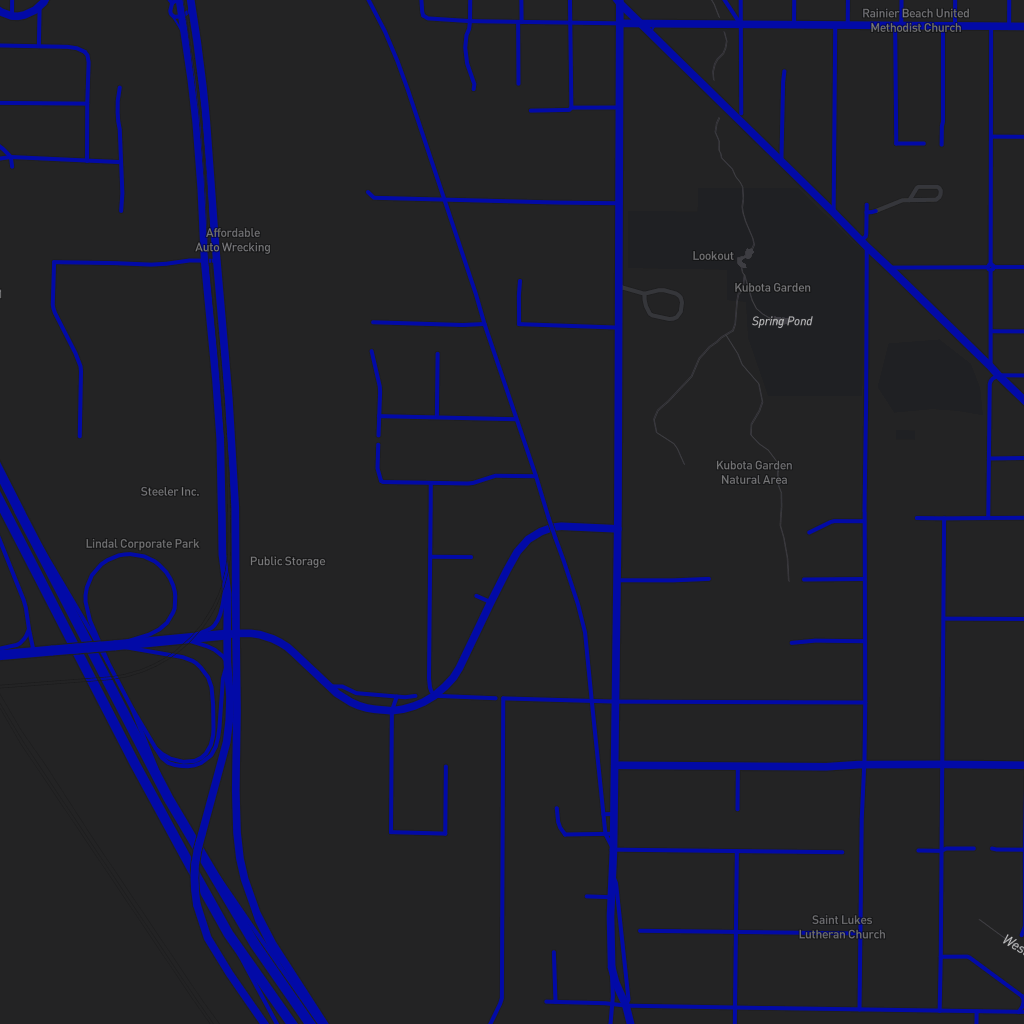 Rainier Beach United
Methodist Church
Affordable
Auto Wrecking
Lookout
Kubota Garden
Spring Pond
Kubota Garden
Natural Area
Steeler Inc.
Lindal Corporate Park
Public Storage
Saint Lukes
Lutheran Church
Wes